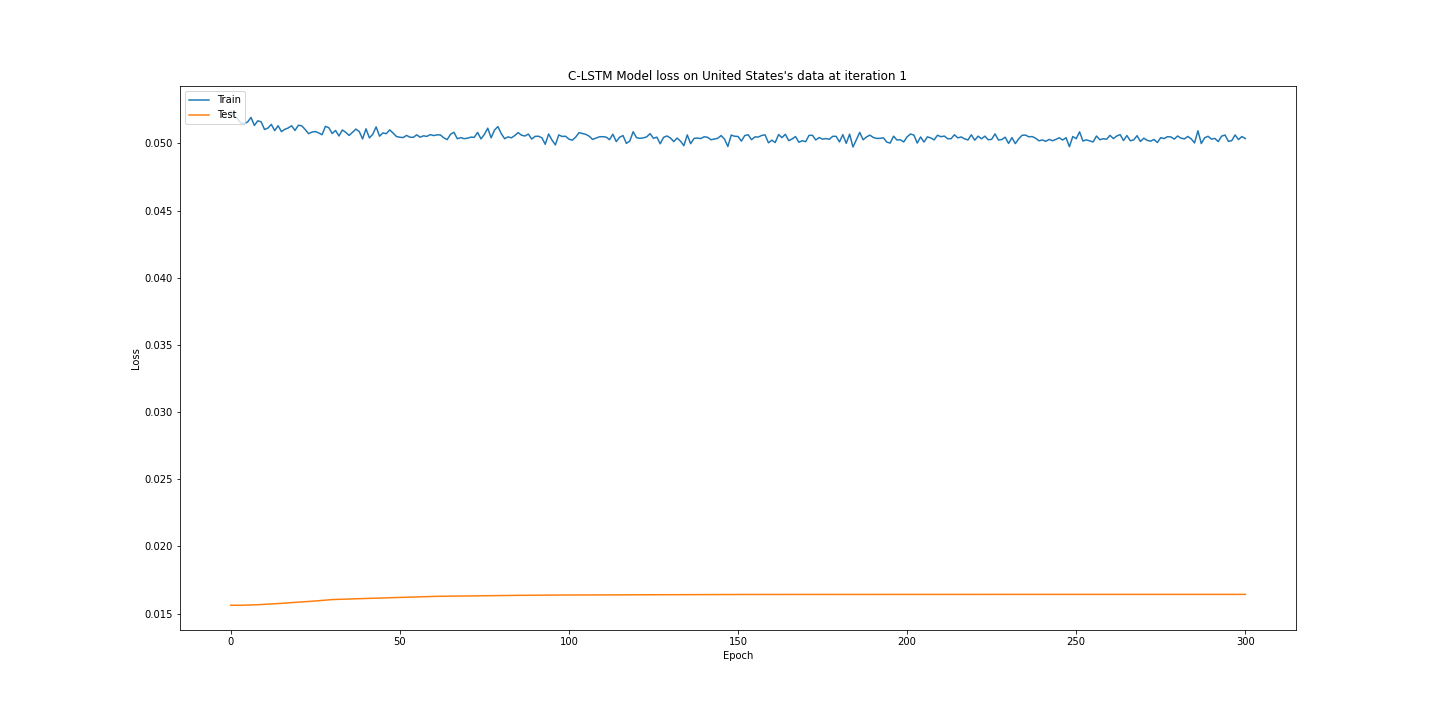 C-LSTM Model loss on United States's data at iteration 1
Train
Test
0.050
0.045
0.040
0.035
0.030
0.025
0.020
0.015
Loss
0 50 100 150 200 250 300
Epoch